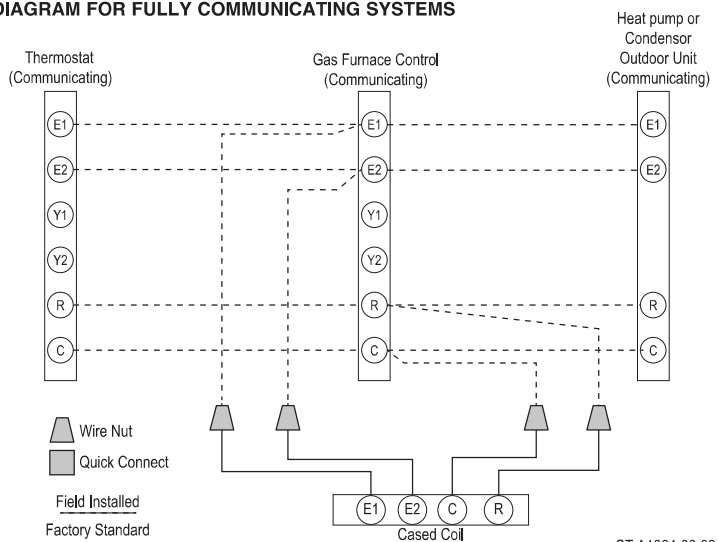 DIAGRAM FOR FULLY COMMUNICATING SYSTEMS
Heat pump or
Condensor
Outdoor Unit
(Communicating)
Thermostat
(Communicating)
Gas Furnace Control
(Communicating)
E1 E1 E1
E2 E2 E2
Y1 Y1
Y2 Y2
R R R
C C C
Wire Nut
Quick Connect
Field Installed
Factory Standard
E1 E2 C R
Cased Coil